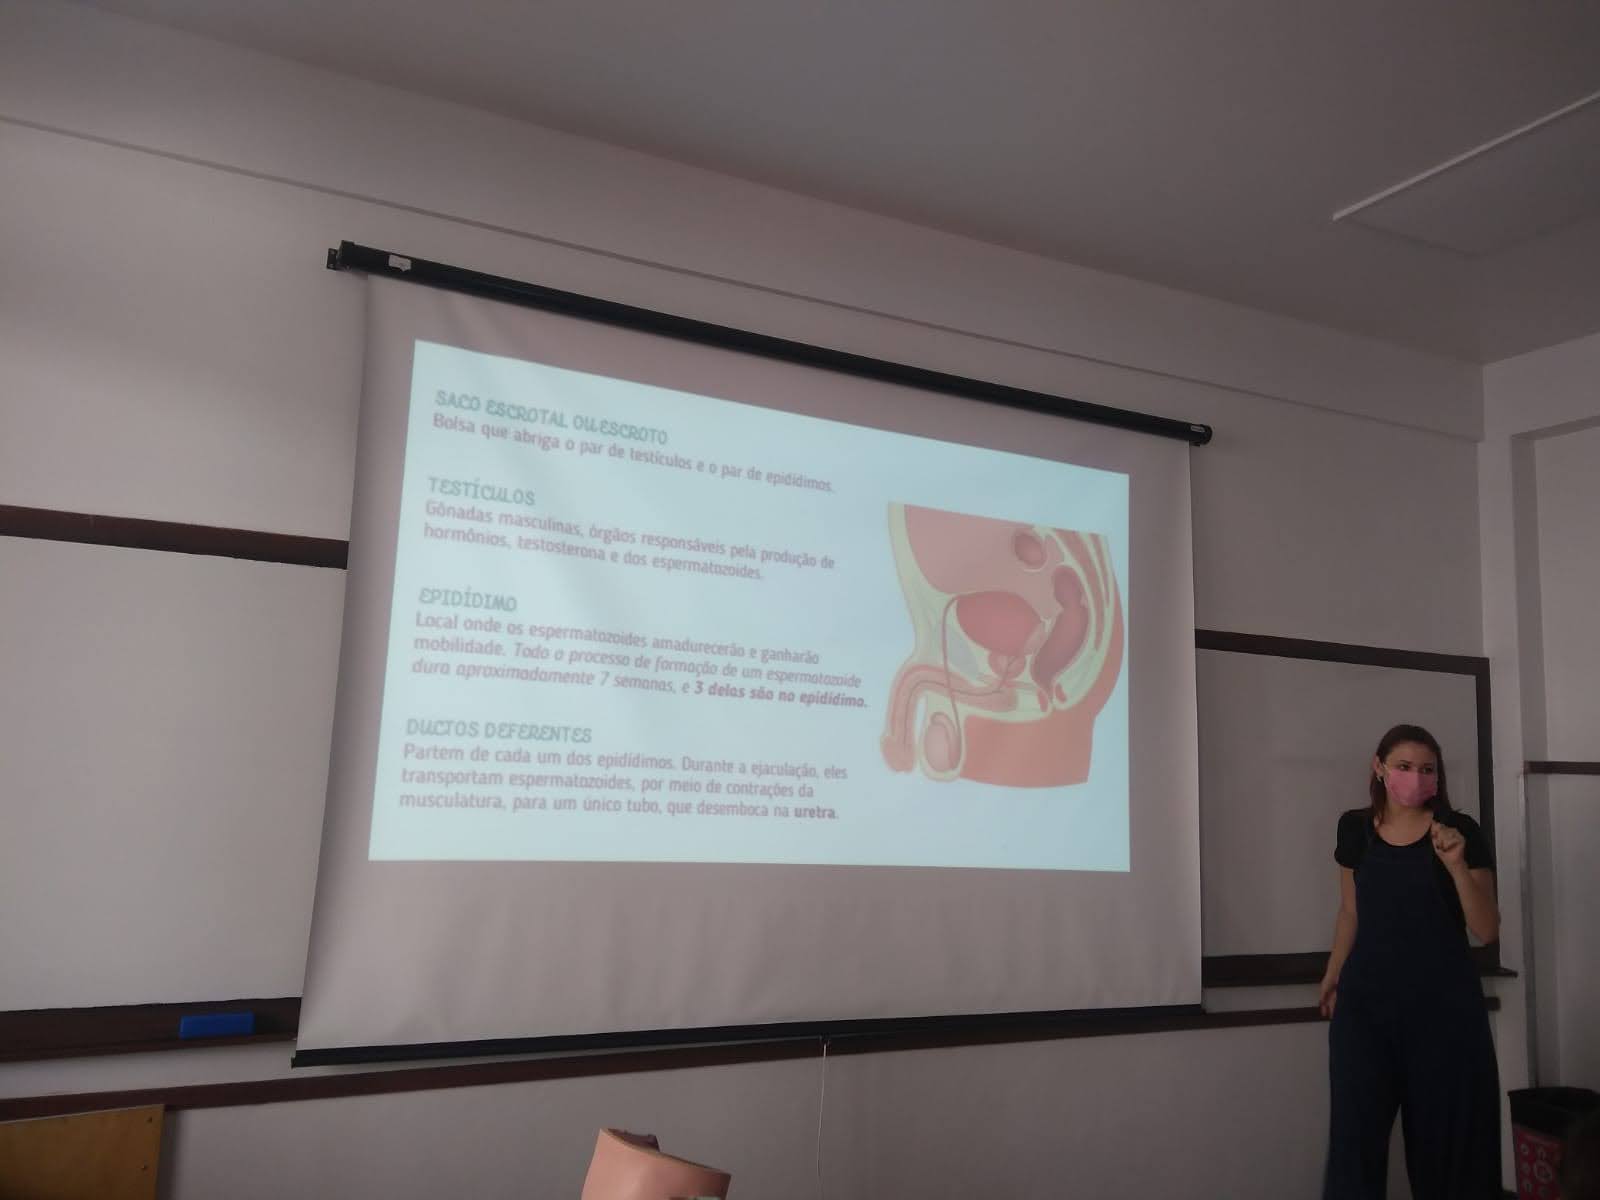 SACO ESCROTAL OU ESCROTO
Bolsa que abriga o par de testículos e o par de epidídimos.
TESTÍCULOS
Gônadas masculinas, órgãos responsáveis pela produção de
hormônios, testosterona e dos espermatozoides.
EPIDÍDIMO
Local onde os espermatozoides amadurecerão e ganharão
mobilidade. Todo o processo de formação de um espermatozoide
dura aproximadamente 7 semanas, e 3 delas são no epidídimo.
DUCTOS DEFERENTES
Partem de cada um dos epidídimos. Durante a ejaculação, eles
transportam espermatozoides, por meio de contrações da
musculatura, para um único tubo, que desemboca na uretra.